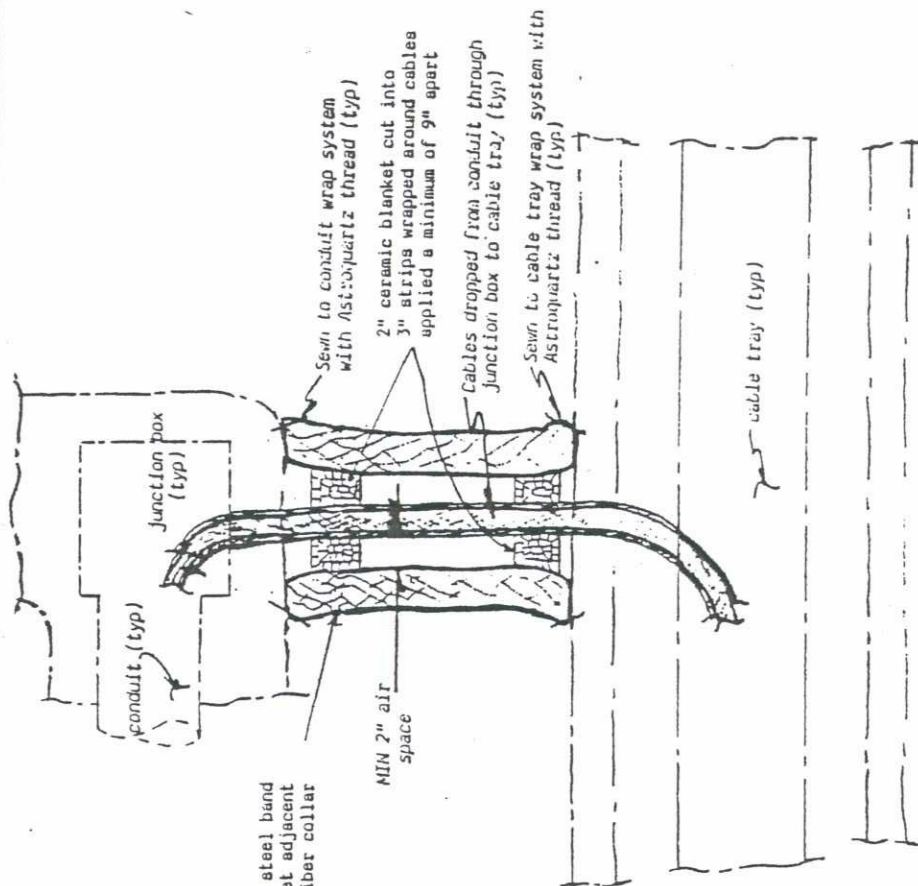 conduit (typ)
junction box
(typ)
Sewn to conduit wrap system
with Astroquartz thread (typ)
2" ceramic blanket cut into
3" strips wrapped around cables
applied a minimum of 9" apart
Cables dropped from conduit through
junction box to cable tray (typ)
Sewn to cable tray wrap system with
Astroquartz thread (typ)
steel band
et adjacent
iber collar
MIN 2" air
space
cable tray (typ)